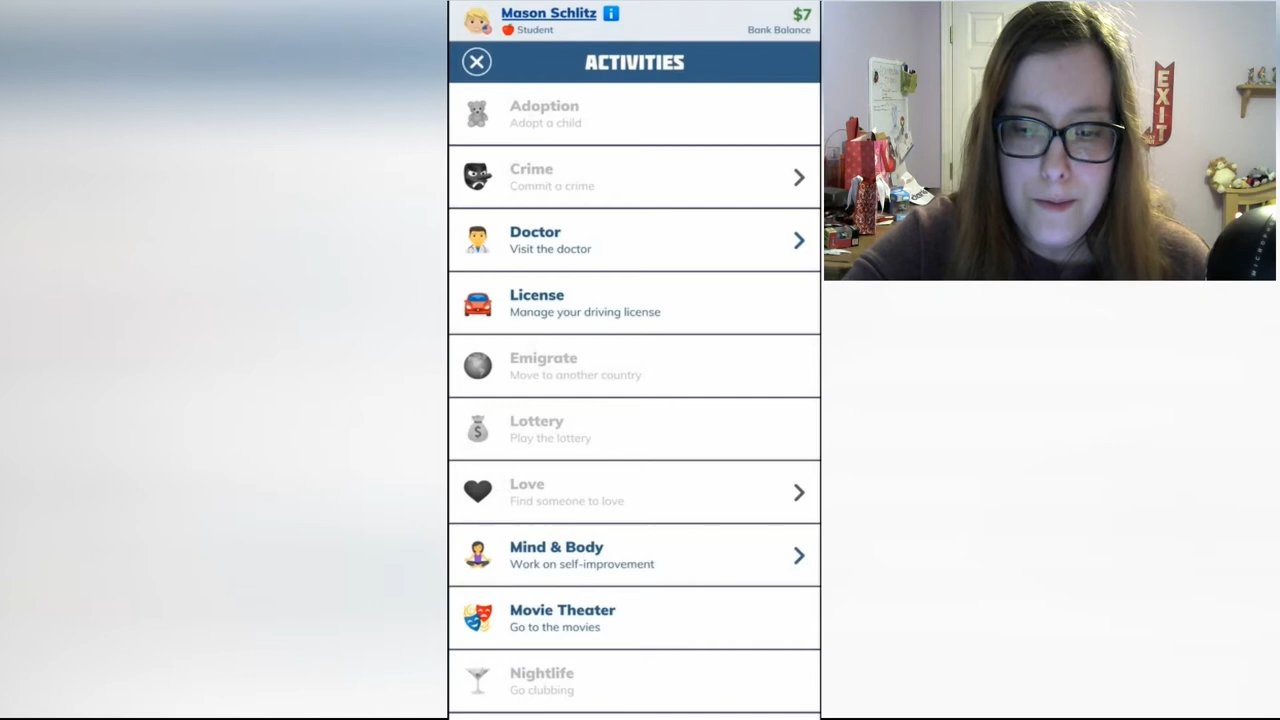 Mason Schlitz i
Student
$7
Bank Balance
ACTIVITIES
Adoption
Adopt a child
Crime
Commit a crime
Doctor
Visit the doctor
License
Manage your driving license
Emigrate
Move to another country
Lottery
Play the lottery
Love
Find someone to love
Mind & Body
Work on self-improvement
Movie Theater
Go to the movies
Nightlife
Go clubbing
EXIT